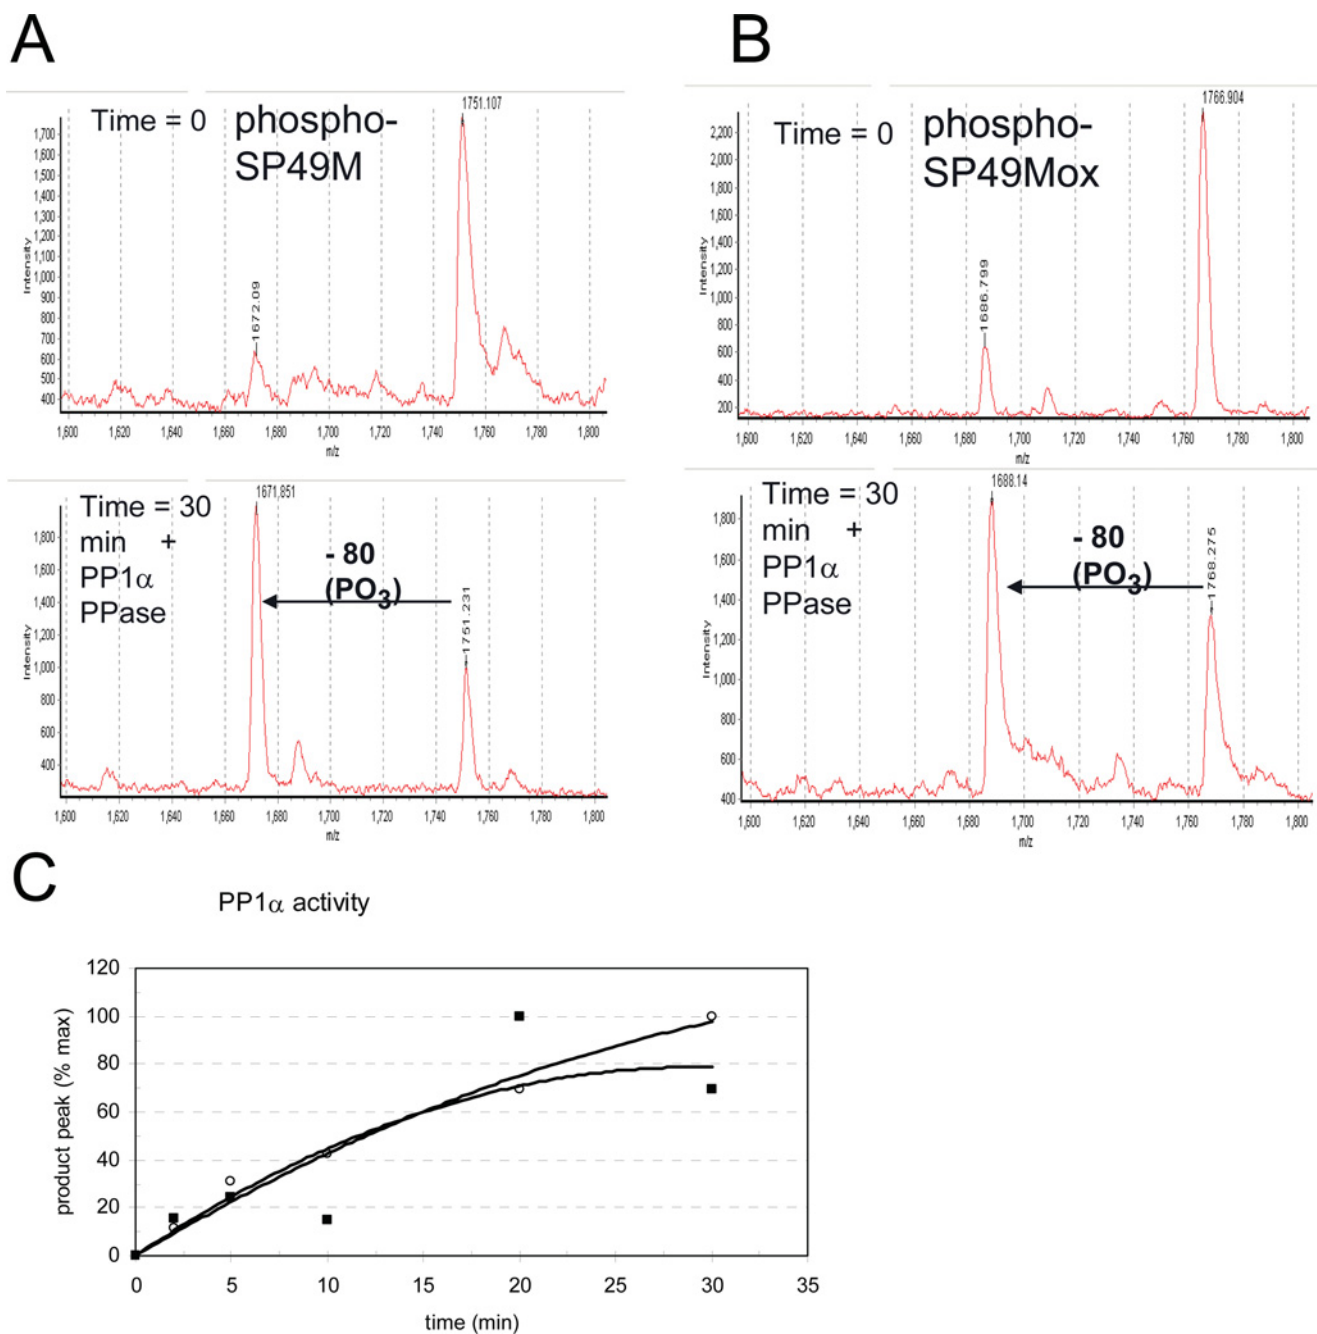 A
B
Time = 0
phospho-
SP49M
1751.107
1672.09
1,700
1,600
1,500
1,400
1,300
1,200
1,100
1,000
900
800
700
600
500
400
Intensity
1,600 1,620 1,640 1,660 1,680 1,700 1,720 1,740 1,760 1,780 1,800
m/z
Time = 0
phospho-
SP49Mox
1766.904
1686.799
2,200
2,000
1,800
1,600
1,400
1,200
1,000
800
600
400
200
Intensity
1,600 1,620 1,640 1,660 1,680 1,700 1,720 1,740 1,760 1,780 1,800
m/z
Time = 30
min +
PP1α
PPase
1671.851
- 80
(PO3)
1751.231
1,800
1,600
1,400
1,200
1,000
800
600
400
Intensity
1,600 1,620 1,640 1,660 1,680 1,700 1,720 1,740 1,760 1,780 1,800
m/z
Time = 30
min +
PP1α
PPase
1688.14
- 80
(PO3)
1768.275
1,800
1,600
1,400
1,200
1,000
800
600
400
Intensity
1,600 1,620 1,640 1,660 1,680 1,700 1,720 1,740 1,760 1,780 1,800
m/z
C
PP1α activity
120
100
80
60
40
20
0
product peak (% max)
0 5 10 15 20 25 30 35
time (min)